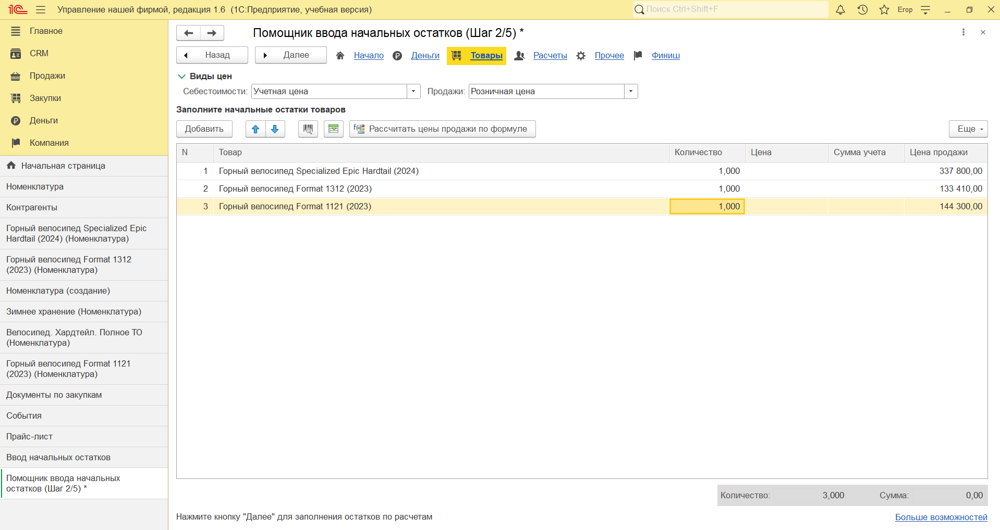 1С Управление нашей фирмой, редакция 1.6 (1С:Предприятие, учебная версия)
Поиск Ctrl+Shift+F
Егор
Главное
CRM
Продажи
Закупки
Деньги
Компания
Начальная страница
Номенклатура
Контрагенты
Горный велосипед Specialized Epic
Hardtail (2024) (Номенклатура)
Горный велосипед Format 1312
(2023) (Номенклатура)
Номенклатура (создание)
Зимнее хранение (Номенклатура)
Велосипед. Хардтейл. Полное ТО
(Номенклатура)
Горный велосипед Format 1121
(2023) (Номенклатура)
Документы по закупкам
События
Прайс-лист
Ввод начальных остатков
Помощник ввода начальных
остатков (Шаг 2/5) *
Помощник ввода начальных остатков (Шаг 2/5) *
Назад Далее Начало Деньги Товары Расчеты Прочее Финиш
Виды цен
Себестоимости: Учетная цена Продажи: Розничная цена
Заполните начальные остатки товаров
Добавить Рассчитать цены продажи по формуле Еще
N Товар Количество Цена Сумма учета Цена продажи
1 Горный велосипед Specialized Epic Hardtail (2024) 1,000 337 800,00
2 Горный велосипед Format 1312 (2023) 1,000 133 410,00
3 Горный велосипед Format 1121 (2023) 1,000 144 300,00
Количество: 3,000 Сумма: 0,00
Нажмите кнопку "Далее" для заполнения остатков по расчетам
Больше возможностей